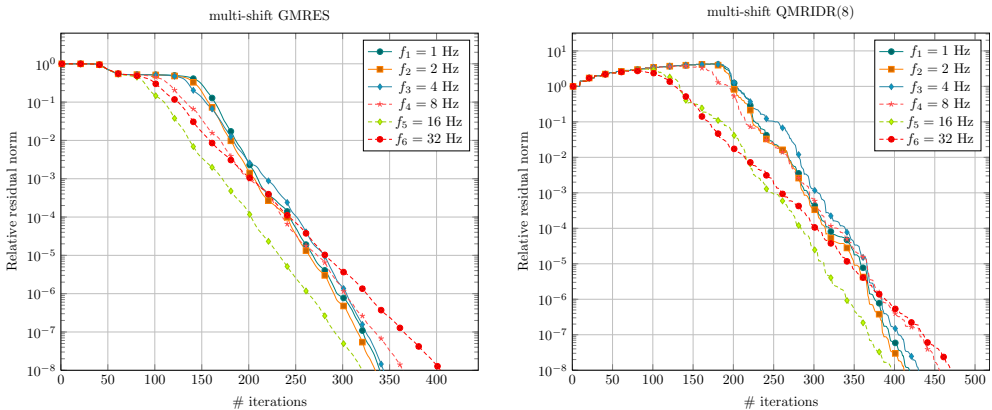 multi-shift GMRES
10^0
10^−1
10^−2
10^−3
10^−4
10^−5
10^−6
10^−7
10^−8
Relative residual norm
0 50 100 150 200 250 300 350 400
# iterations
f1 = 1 Hz
f2 = 2 Hz
f3 = 4 Hz
f4 = 8 Hz
f5 = 16 Hz
f6 = 32 Hz
multi-shift QMRIDR(8)
10^1
10^0
10^−1
10^−2
10^−3
10^−4
10^−5
10^−6
10^−7
10^−8
Relative residual norm
0 50 100 150 200 250 300 350 400 450 500
# iterations
f1 = 1 Hz
f2 = 2 Hz
f3 = 4 Hz
f4 = 8 Hz
f5 = 16 Hz
f6 = 32 Hz